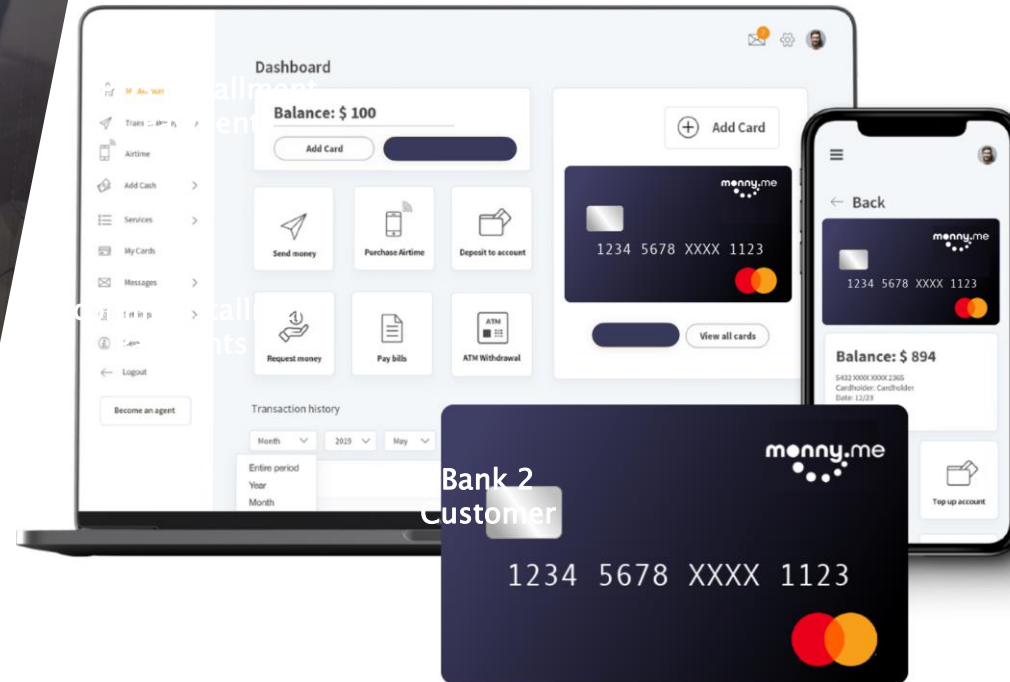 Dashboard
Balance: $ 100
Add Card
Airtime
Add Cash
Services
My Cards
Messages
Logout
Become an agent
Send money
Purchase Airtime
Deposit to account
Request money
Pay bills
ATM
ATM Withdrawal
Add Card
monny.me
1234 5678 XXXX 1123
View all cards
Transaction history
Month
2019
May
Entire period
Year
Month
Back
monny.me
1234 5678 XXXX 1123
Balance: $ 894
5432 XXXX XXXX 2365
Cardholder: Cardholder
Date: 12/23
Top up account
Bank 2
Customer
monny.me
1234 5678 XXXX 1123